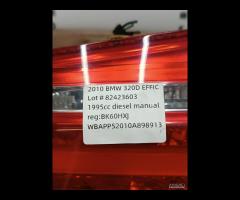 2010 BMW 320D EFFIC
Lot # 82423603
1995cc diesel manual
reg:BK60HXJ
WBAPP52010A898913